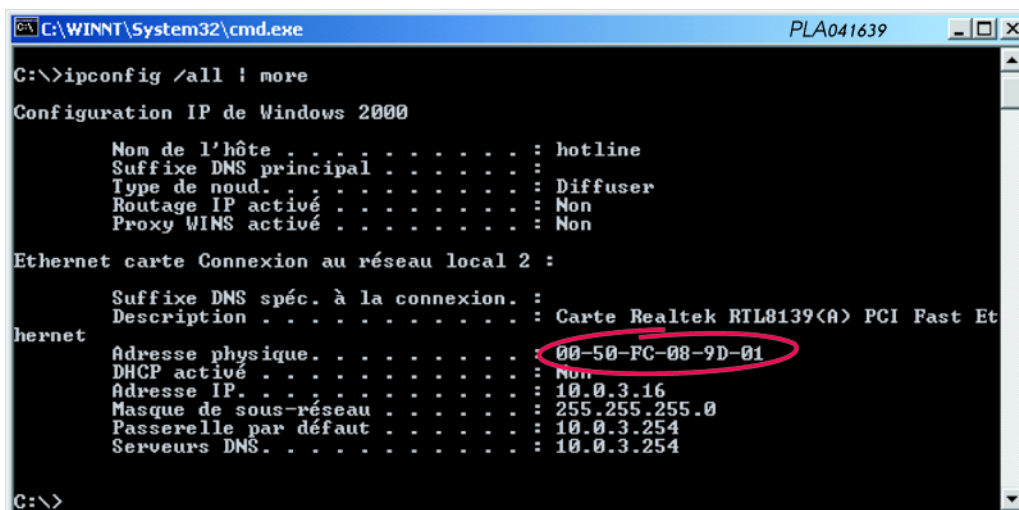 C:\WINNT\System32\cmd.exe PLA041639
C:\>ipconfig /all | more
Configuration IP de Windows 2000
Nom de l'hôte . . . . . . . . . . . : hotline
Suffixe DNS principal . . . . . . :
Type de noud. . . . . . . . . . . : Diffuser
Routage IP activé . . . . . . . . : Non
Proxy WINS activé . . . . . . . . : Non
Ethernet carte Connexion au réseau local 2 :
Suffixe DNS spéc. à la connexion. :
Description . . . . . . . . . . . : Carte Realtek RTL8139(A) PCI Fast Et
hernet
Adresse physique. . . . . . . . . : 00-50-FC-08-9D-01
DHCP activé . . . . . . . . . . . : Non
Adresse IP. . . . . . . . . . . . : 10.0.3.16
Masque de sous-réseau . . . . . . : 255.255.255.0
Passerelle par défaut . . . . . . : 10.0.3.254
Serveurs DNS. . . . . . . . . . . : 10.0.3.254
C:\>